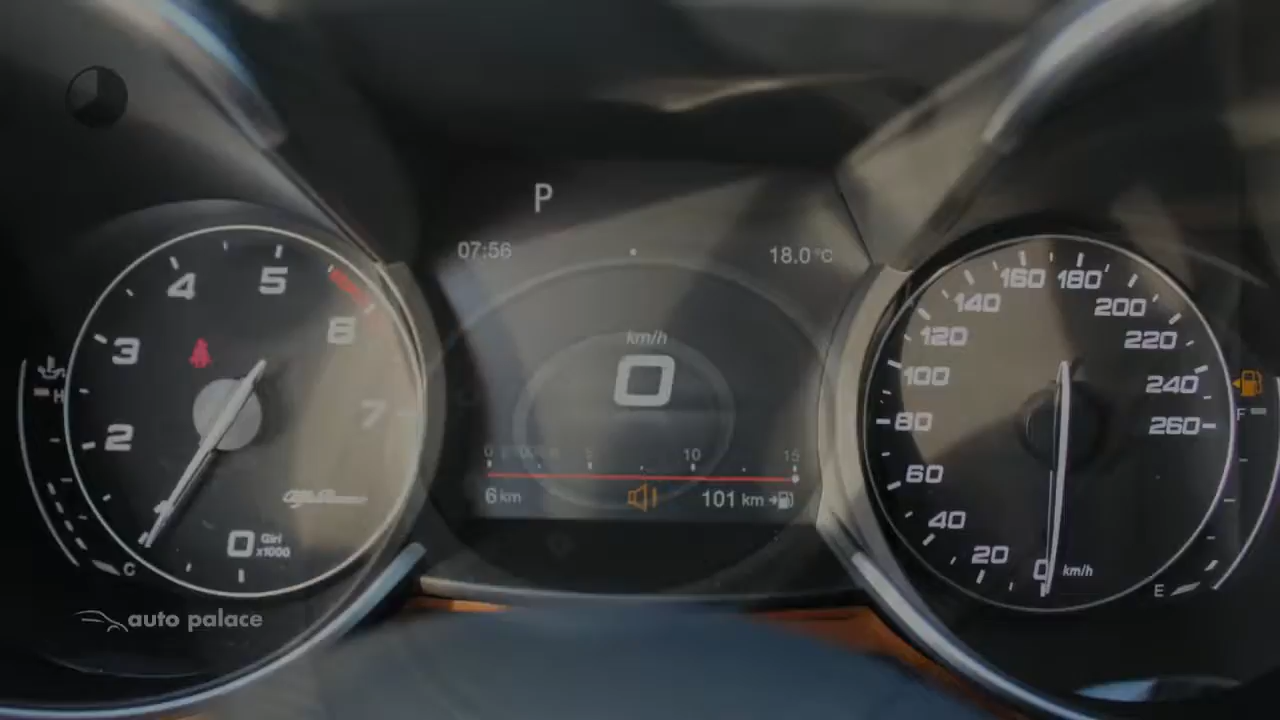 P
07:56
18.0°C
km/h
0
0
5
10
15
6 km
101 km
5
4
6
3
7
2
H
Alfa Romeo
0
Giri
x1000
C
160
180
140
200
120
220
100
240
80
260
60
40
20
0
km/h
F
E
auto palace